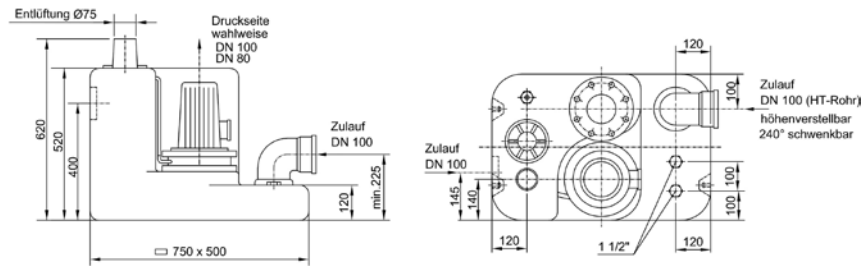 Entlüftung Ø75
Druckseite
wahlweise
DN 100
DN 80
620
520
400
Zulauf
DN 100
120
min.225
□ 750 x 500
120
100
Zulauf
DN 100 (HT-Rohr)
höhenverstellbar
240° schwenkbar
Zulauf
DN 100
145
140
100
100
120
1 1/2"
120